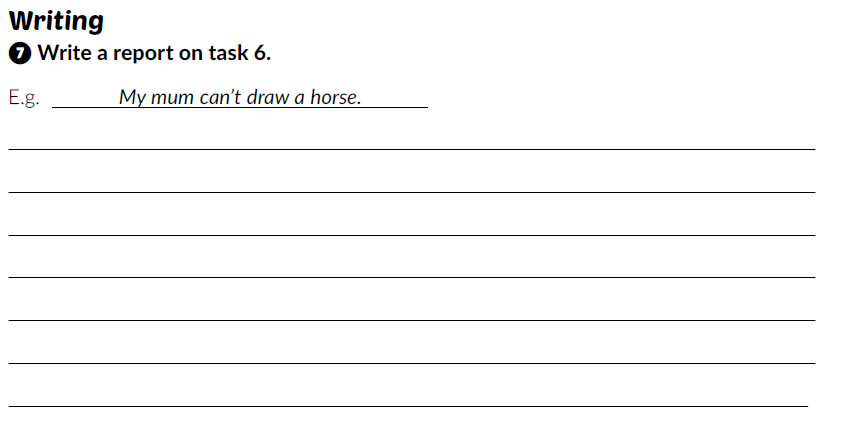 Writing
7 Write a report on task 6.
E.g. My mum can't draw a horse.